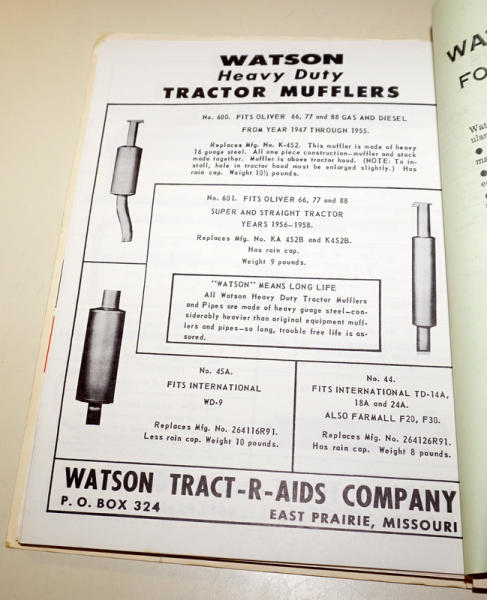 WATSON
Heavy Duty
TRACTOR MUFFLERS
No. 600. FITS OLIVER 66, 77 and 88 GAS AND DIESEL
FROM YEAR 1947 THROUGH 1955.
Replaces Mfg. No. K-452. This muffler is made of heavy
16 guage steel. All one piece construction—muffler and stack
made together. Muffler is above tractor hood. (NOTE: To in-
stall, hole in tractor hood must be enlarged slightly.) Has
rain cap. Weight 10½ pounds.
No. 601. FITS OLIVER 66, 77 and 88
SUPER AND STRAIGHT TRACTOR
YEARS 1956—1958.
Replaces Mfg. No. KA 452B and K452B.
Has rain cap.
Weight 9 pounds.
"WATSON" MEANS LONG LIFE
All Watson Heavy Duty Tractor Mufflers
and Pipes are made of heavy guage steel—con-
siderably heavier than original equipment muff-
lers and pipes—so long, trouble free life is as-
sured.
No. 45A.
FITS INTERNATIONAL
WD-9
Replaces Mfg. No. 264116R91.
Less rain cap. Weight 10 pounds.
No. 44.
FITS INTERNATIONAL TD-14A,
18A and 24A.
ALSO FARMALL F20, F30.
Replaces Mfg. No. 264126R91.
Has rain cap. Weight 8 pounds.
WATSON TRACT-R-AIDS COMPANY
P. O. BOX 324
EAST PRAIRIE, MISSOURI
FO